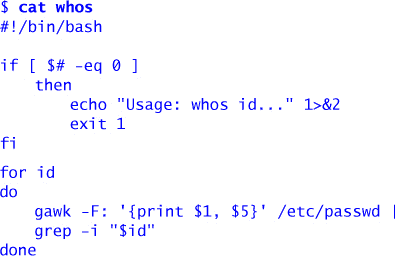 $ cat whos
#!/bin/bash
if [ $# -eq 0 ]
then
echo "Usage: whos id..." 1>&2
exit 1
fi
for id
do
gawk -F: '{print $1, $5}' /etc/passwd |
grep -i "$id"
done